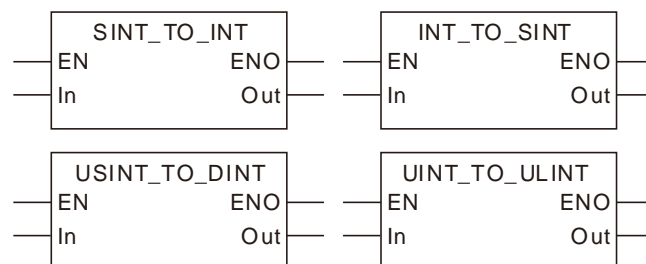 SINT_TO_INT
EN ENO
In Out
INT_TO_SINT
EN ENO
In Out
USINT_TO_DINT
EN ENO
In Out
UINT_TO_ULINT
EN ENO
In Out